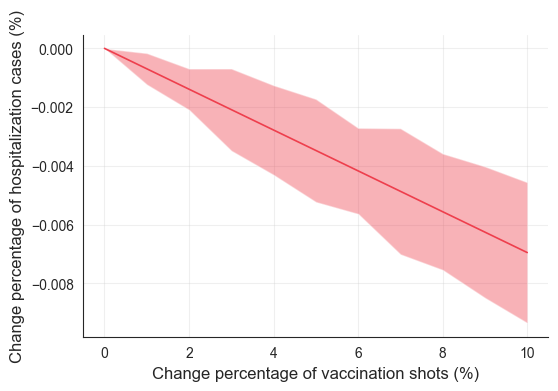 Change percentage of hospitalization cases (%)
0.000
−0.002
−0.004
−0.006
−0.008
0 2 4 6 8 10
Change percentage of vaccination shots (%)